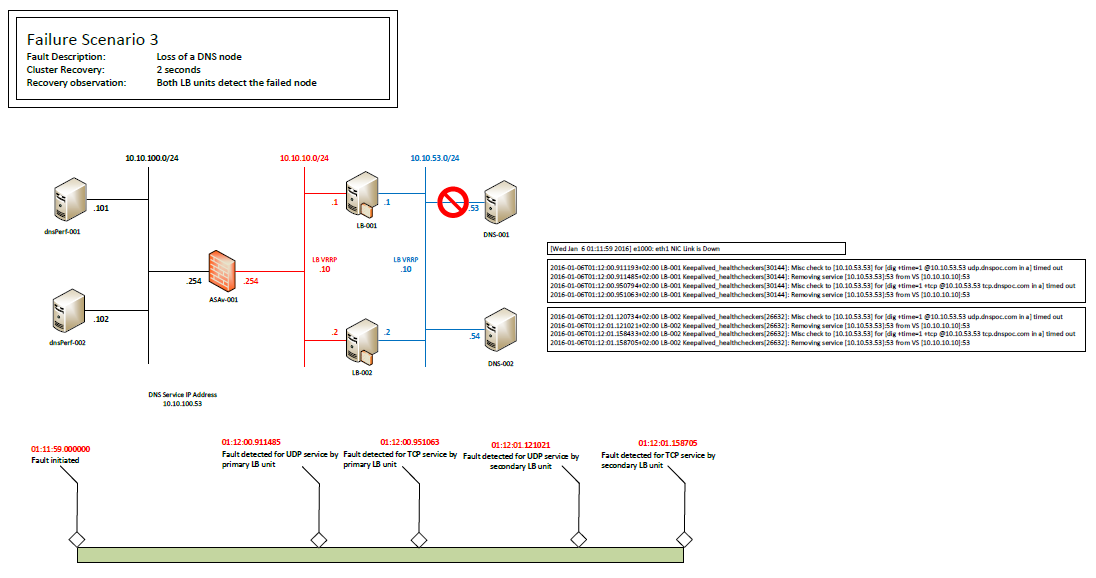 Failure Scenario 3
Fault Description: Loss of a DNS node
Cluster Recovery: 2 seconds
Recovery observation: Both LB units detect the failed node
10.10.100.0/24
10.10.10.0/24
10.10.53.0/24
.101
dnsPerf-001
.1
.1
LB-001
.53
DNS-001
.254
.254
ASAv-001
LB VRRP
.10
LB VRRP
.10
.102
dnsPerf-002
.2
.2
LB-002
.54
DNS-002
DNS Service IP Address
10.10.100.53
[Wed Jan 6 01:11:59 2016] e1000: eth1 NIC Link is Down
2016-01-06T01:12:00.911193+02:00 LB-001 Keepalived_healthcheckers[30144]: Misc check to [10.10.53.53] for [dig +time=1 @10.10.53.53 udp.dnspoc.com in a] timed out
2016-01-06T01:12:00.911485+02:00 LB-001 Keepalived_healthcheckers[30144]: Removing service [10.10.53.53]:53 from VS [10.10.10.10]:53
2016-01-06T01:12:00.950794+02:00 LB-001 Keepalived_healthcheckers[30144]: Misc check to [10.10.53.53] for [dig +time=1 +tcp @10.10.53.53 tcp.dnspoc.com in a] timed out
2016-01-06T01:12:00.951063+02:00 LB-001 Keepalived_healthcheckers[30144]: Removing service [10.10.53.53]:53 from VS [10.10.10.10]:53
2016-01-06T01:12:01.120734+02:00 LB-002 Keepalived_healthcheckers[26632]: Misc check to [10.10.53.53] for [dig +time=1 @10.10.53.53 udp.dnspoc.com in a] timed out
2016-01-06T01:12:01.121021+02:00 LB-002 Keepalived_healthcheckers[26632]: Removing service [10.10.53.53]:53 from VS [10.10.10.10]:53
2016-01-06T01:12:01.158433+02:00 LB-002 Keepalived_healthcheckers[26632]: Misc check to [10.10.53.53] for [dig +time=1 +tcp @10.10.53.53 tcp.dnspoc.com in a] timed out
2016-01-06T01:12:01.158705+02:00 LB-002 Keepalived_healthcheckers[26632]: Removing service [10.10.53.53]:53 from VS [10.10.10.10]:53
01:11:59.000000
Fault initiated
01:12:00.911485
Fault detected for UDP service by
primary LB unit
01:12:00.951063
Fault detected for TCP service by
primary LB unit
01:12:01.121021
Fault detected for UDP service by
secondary LB unit
01:12:01.158705
Fault detected for TCP service by
secondary LB unit